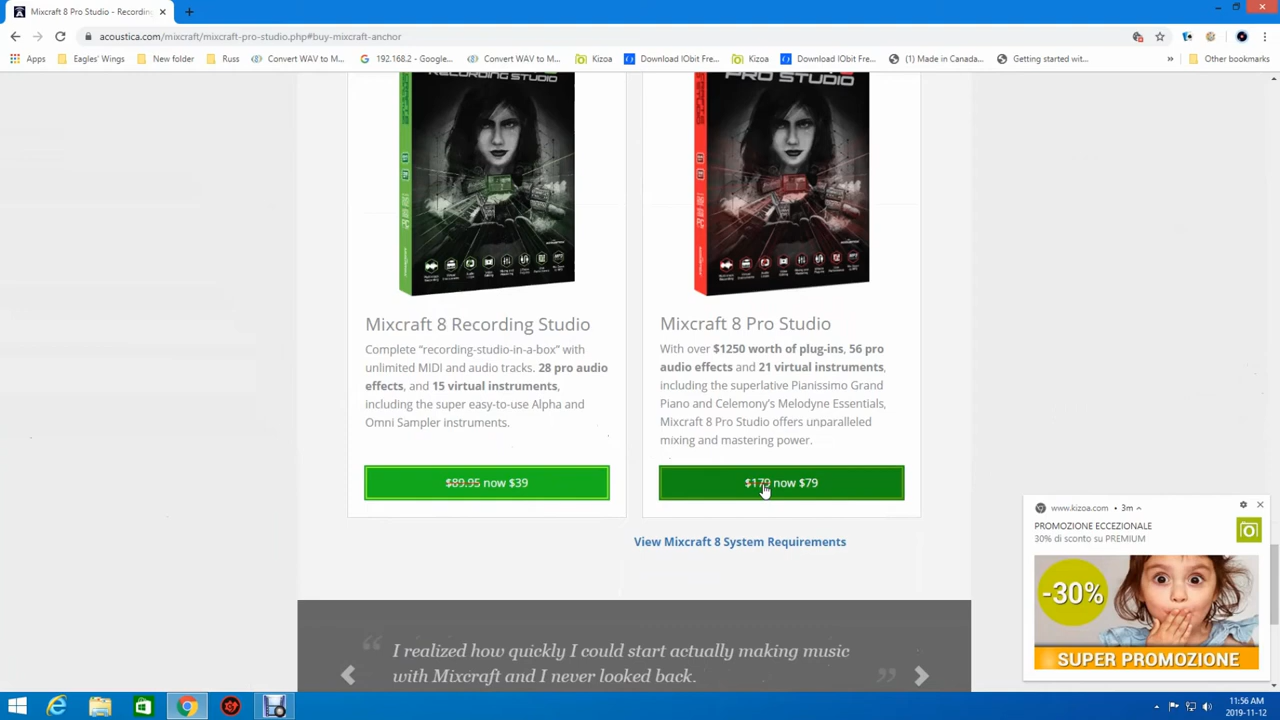 Mixcraft 8 Pro Studio - Recording
acoustica.com/mixcraft/mixcraft-pro-studio.php#buy-mixcraft-anchor
Apps Eagles' Wings New folder Russ Convert WAV to M... 192.168.2 - Google... Convert WAV to M... Kizoa Download IObit Fre... Kizoa Download IObit Fre... (1) Made in Canada... Getting started wit... » Other bookmarks
RECORDING STUDIO
PRO STUDIO
Mixcraft 8 Recording Studio
Complete “recording-studio-in-a-box” with
unlimited MIDI and audio tracks. 28 pro audio
effects, and 15 virtual instruments,
including the super easy-to-use Alpha and
Omni Sampler instruments.
$89.95 now $39
Mixcraft 8 Pro Studio
With over $1250 worth of plug-ins, 56 pro
audio effects and 21 virtual instruments,
including the superlative Pianissimo Grand
Piano and Celemony’s Melodyne Essentials,
Mixcraft 8 Pro Studio offers unparalleled
mixing and mastering power.
$179 now $79
View Mixcraft 8 System Requirements
“ I realized how quickly I could start actually making music
with Mixcraft and I never looked back. ”
www.kizoa.com • 3m
PROMOZIONE ECCEZIONALE
30% di sconto su PREMIUM
-30%
SUPER PROMOZIONE
11:56 AM
2019-11-12